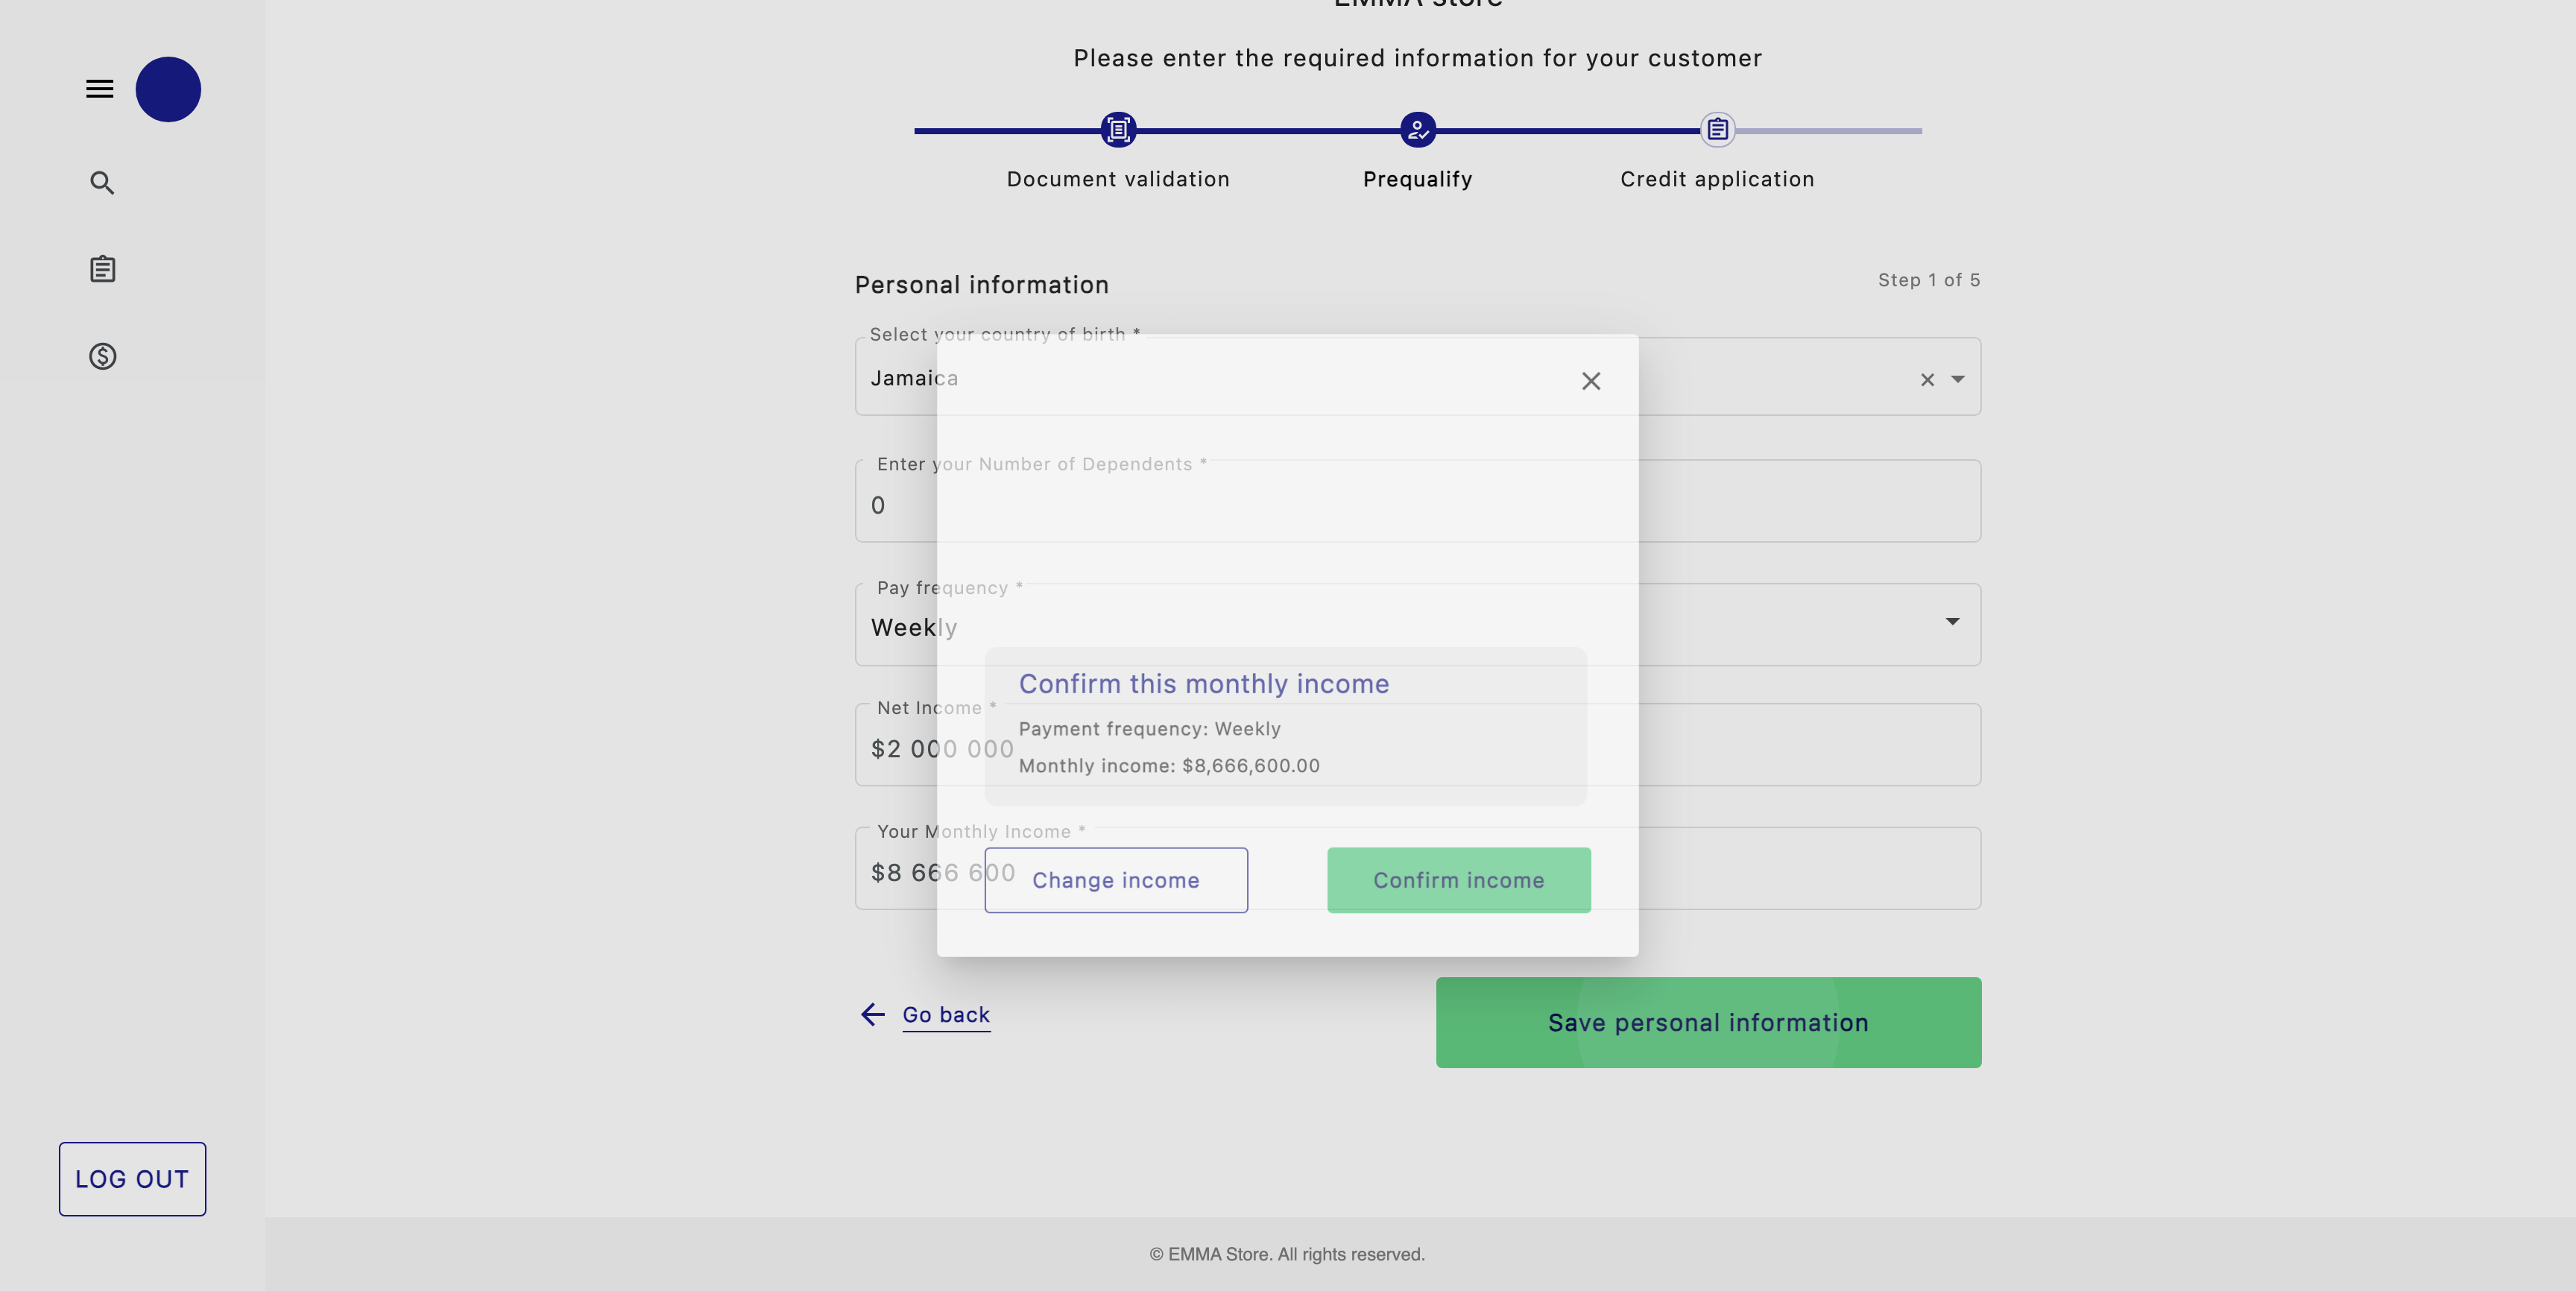 EMMA Store
Please enter the required information for your customer
Document validation
Prequalify
Credit application
Personal information
Step 1 of 5
Select your country of birth *
Jamaica
Enter your Number of Dependents *
0
Pay frequency *
Weekly
Confirm this monthly income
Net Income *
Payment frequency: Weekly
$2 000 000
Monthly income: $8,666,600.00
Your Monthly Income *
$8 666 600
Change income
Confirm income
Go back
Save personal information
LOG OUT
© EMMA Store. All rights reserved.